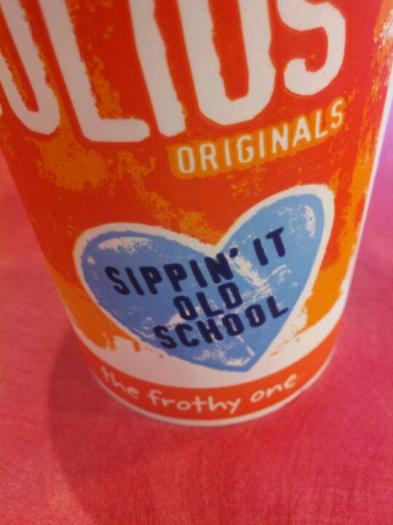 ULIUS
ORIGINALS
SIPPIN' IT
OLD
SCHOOL
the frothy one